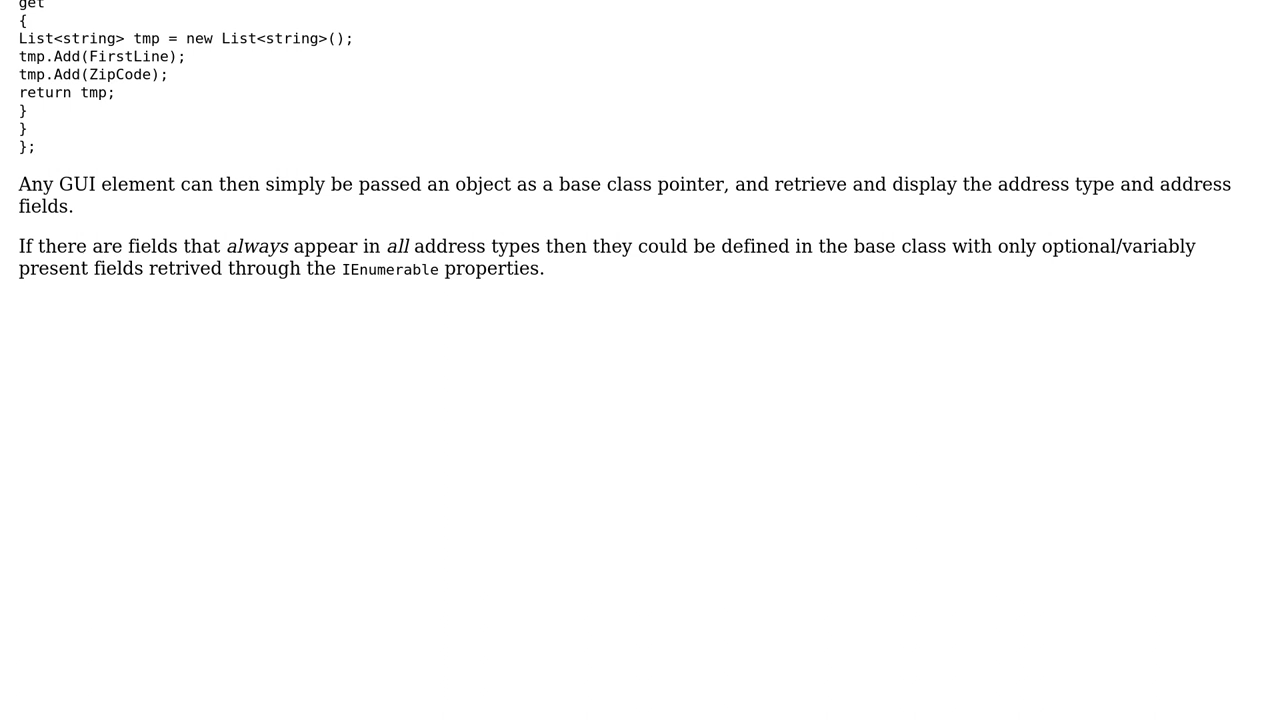 get
{
List<string> tmp = new List<string>();
tmp.Add(FirstLine);
tmp.Add(ZipCode);
return tmp;
}
}
};
Any GUI element can then simply be passed an object as a base class pointer, and retrieve and display the address type and address
fields.
If there are fields that always appear in all address types then they could be defined in the base class with only optional/variably
present fields retrived through the IEnumerable properties.